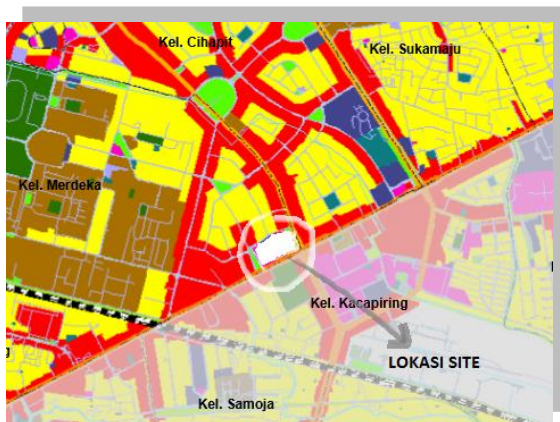 Kel. Cihapit
Kel. Sukamaju
Kel. Merdeka
Kel. Kacapiring
LOKASI SITE
Kel. Samoja